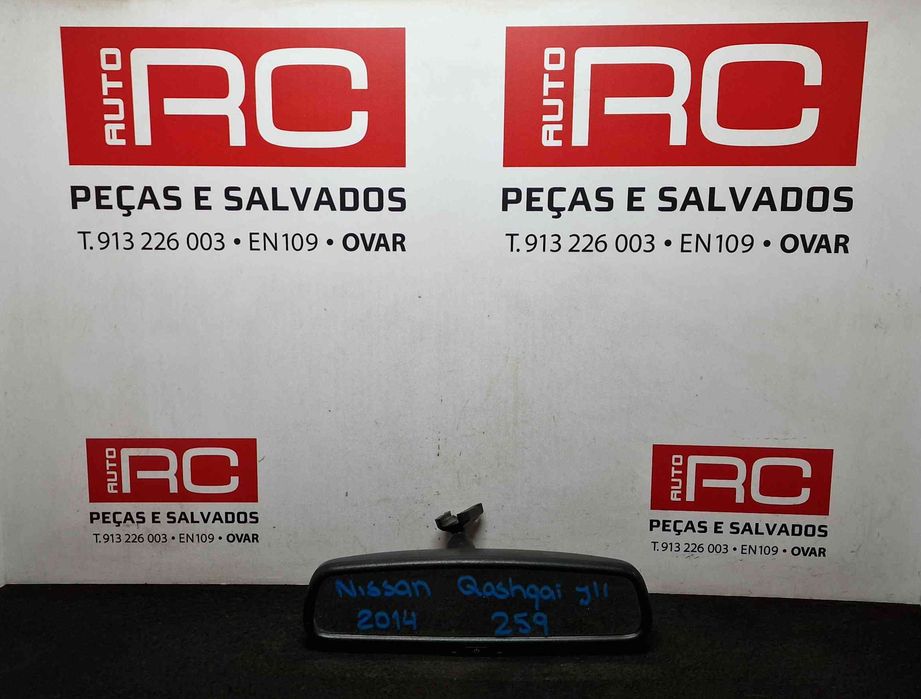 AUTO RC
PEÇAS E SALVADOS
T. 913 226 003 • EN109 • OVAR
AUTO RC
PEÇAS E SALVADOS
T. 913 226 003 • EN109 • OVAR
AUTO RC
PEÇAS E SALVADOS
T. 913 226 003 • EN109 • OVAR
AUTO RC
PEÇAS E SALVADOS
T. 913 226 003 • EN109 • OVAR
Nissan Qashqai J11
2014 259